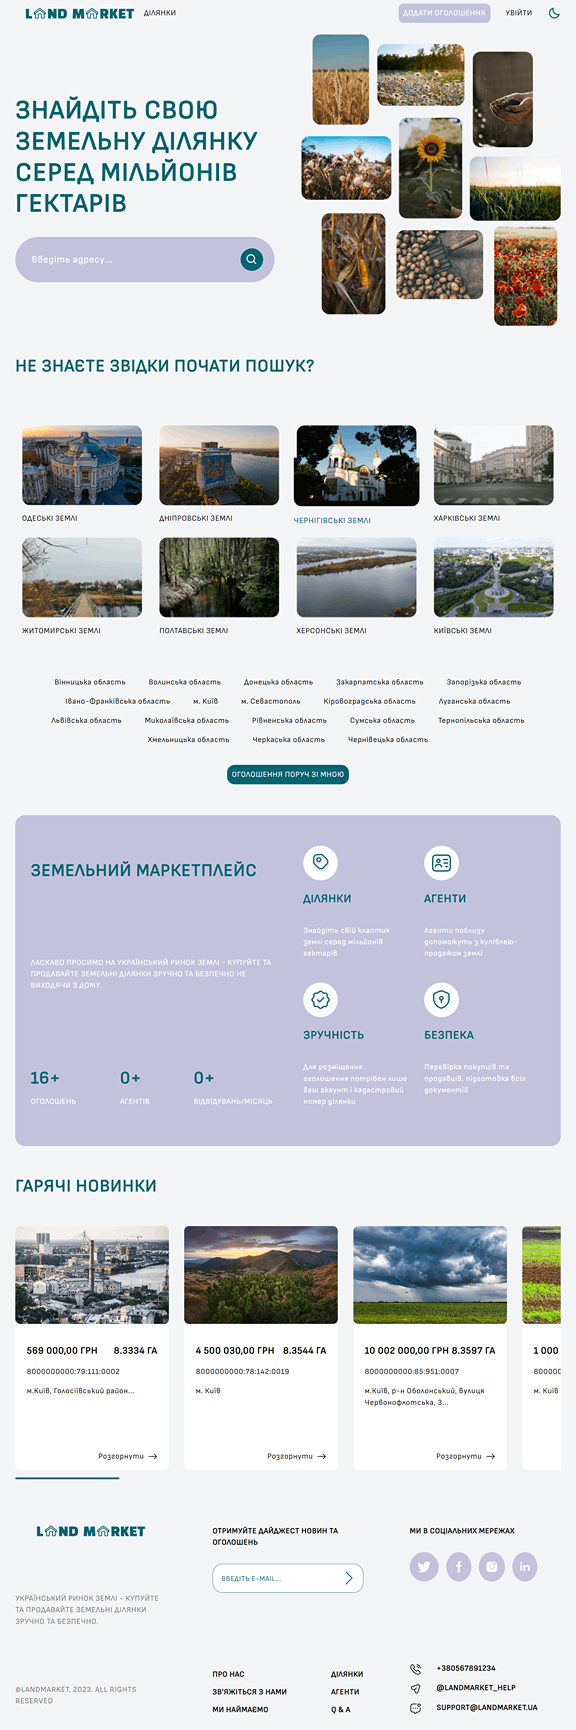 LAND MARKET
ДІЛЯНКИ
ДОДАТИ ОГОЛОШЕННЯ
УВІЙТИ
ЗНАЙДІТЬ СВОЮ
ЗЕМЕЛЬНУ ДІЛЯНКУ
СЕРЕД МІЛЬЙОНІВ
ГЕКТАРІВ
Введіть адресу...
НЕ ЗНАЄТЕ ЗВІДКИ ПОЧАТИ ПОШУК?
ОДЕСЬКІ ЗЕМЛІ
ДНІПРОВСЬКІ ЗЕМЛІ
ЧЕРНІГІВСЬКІ ЗЕМЛІ
ХАРКІВСЬКІ ЗЕМЛІ
ЖИТОМИРСЬКІ ЗЕМЛІ
ПОЛТАВСЬКІ ЗЕМЛІ
ХЕРСОНСЬКІ ЗЕМЛІ
КИЇВСЬКІ ЗЕМЛІ
Вінницька область Волинська область Донецька область Закарпатська область Запорізька область
Івано-Франківська область м. Київ м. Севастополь Кіровоградська область Луганська область
Львівська область Миколаївська область Рівненська область Сумська область Тернопільська область
Хмельницька область Черкаська область Чернівецька область
ОГОЛОШЕННЯ ПОРУЧ ЗІ МНОЮ
ЗЕМЕЛЬНИЙ МАРКЕТПЛЕЙС
ЛАСКАВО ПРОСИМО НА УКРАЇНСЬКИЙ РИНОК ЗЕМЛІ - КУПУЙТЕ ТА
ПРОДАВАЙТЕ ЗЕМЕЛЬНІ ДІЛЯНКИ ЗРУЧНО ТА БЕЗПЕЧНО НЕ
ВИХОДЯЧИ З ДОМУ.
16+
ОГОЛОШЕНЬ
0+
АГЕНТІВ
0+
ВІДВІДУВАНЬ/МІСЯЦЬ
ДІЛЯНКИ
Знайдіть свій клаптик
землі серед мільйонів
гектарів
АГЕНТИ
Агенти поблизу
допоможуть з купівлею-
продажом землі
ЗРУЧНІСТЬ
Для розміщення
оголошення потрібен лише
ваш акаунт і кадастровий
номер ділянки
БЕЗПЕКА
Перевірка покупців та
продавців, підготовка всіх
документів
ГАРЯЧІ НОВИНКИ
569 000,00 ГРН 8.3334 ГА
8000000000:79:111:0002
м.Київ, Голосіївський район...
Розгорнути
4 500 030,00 ГРН 8.3544 ГА
8000000000:78:142:0019
м. Київ
Розгорнути
10 002 000,00 ГРН 8.3597 ГА
8000000000:85:951:0007
м.Київ, р-н Оболонський, вулиця
Червонофлотська, 3...
Розгорнути
1 000
80000
м. Київ
LAND MARKET
УКРАЇНСЬКИЙ РИНОК ЗЕМЛІ - КУПУЙТЕ
ТА ПРОДАВАЙТЕ ЗЕМЕЛЬНІ ДІЛЯНКИ
ЗРУЧНО ТА БЕЗПЕЧНО.
ОТРИМУЙТЕ ДАЙДЖЕСТ НОВИН ТА
ОГОЛОШЕНЬ
ВВЕДІТЬ E-MAIL...
МИ В СОЦІАЛЬНИХ МЕРЕЖАХ
©LANDMARKET, 2023. ALL RIGHTS
RESERVED
ПРО НАС
ЗВ'ЯЖІТЬСЯ З НАМИ
МИ НАЙМАЄМО
ДІЛЯНКИ
АГЕНТИ
Q & A
+380567891234
@LANDMARKET_HELP
SUPPORT@LANDMARKET.UA